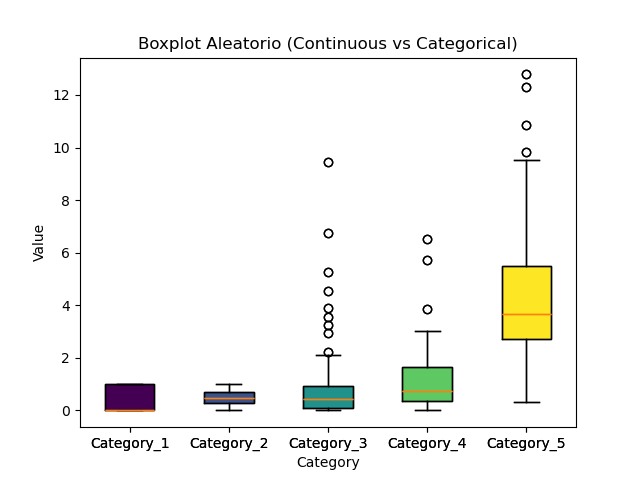 Boxplot Aleatorio (Continuous vs Categorical)
Value
12
10
8
6
4
2
0
Category_1 Category_2 Category_3 Category_4 Category_5
Category